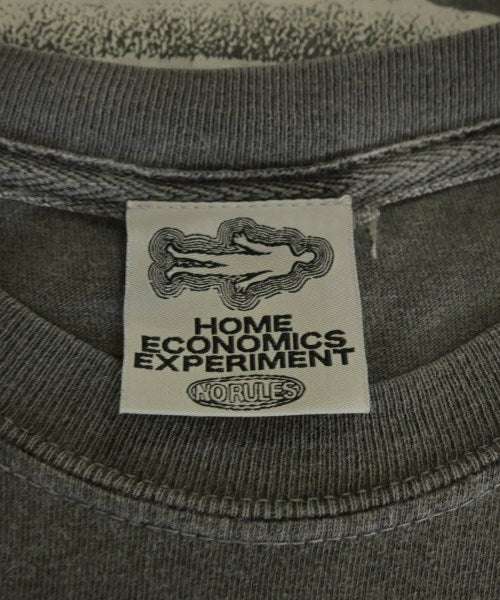 HOME
ECONOMICS
EXPERIMENT
NO RULES